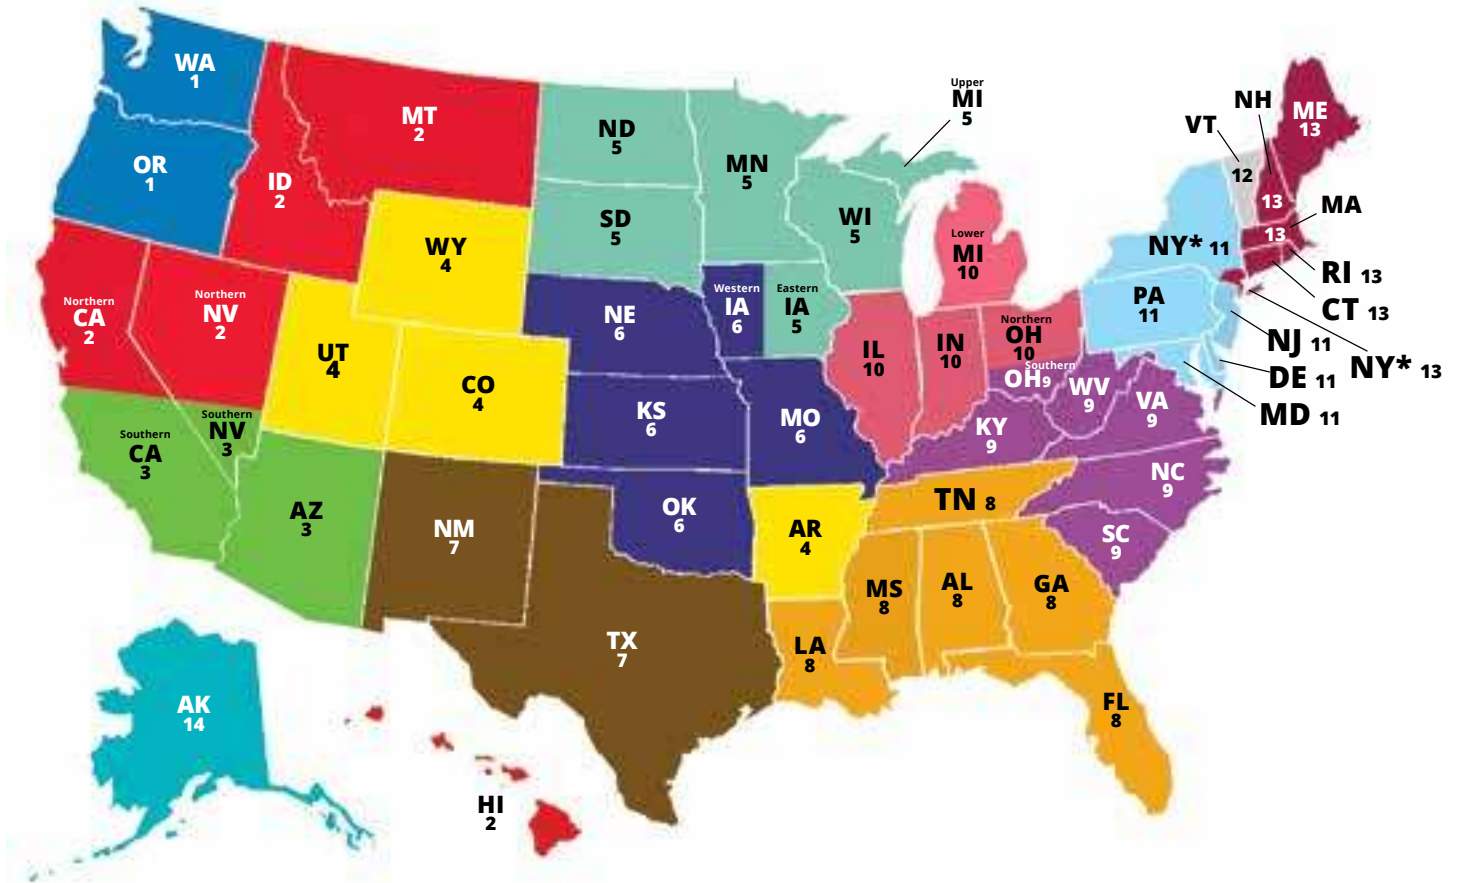 WA
1
OR
1
ID
2
MT
2
ND
5
SD
5
MN
5
WI
5
Upper
MI
5
Lower
MI
10
NH
VT
12
13
ME
13
MA
13
RI 13
CT 13
NY* 11
NY* 13
PA
11
NJ 11
DE 11
MD 11
WY
4
Northern
CA
2
Northern
NV
2
UT
4
CO
4
NE
6
Western
IA
6
Eastern
IA
5
IL
10
IN
10
Northern
OH
10
Southern
OH9
WV
9
VA
9
KY
9
KS
6
MO
6
Southern
CA
3
Southern
NV
3
AZ
3
NM
7
OK
6
AR
4
TN 8
NC
9
SC
9
MS
8
AL
8
GA
8
TX
7
LA
8
FL
8
AK
14
HI
2